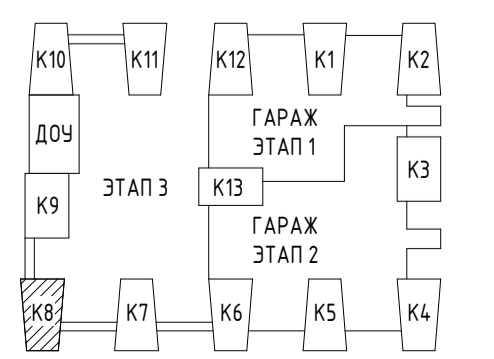 К10
К11
К12
К1
К2
ДОУ
ГАРАЖ
ЭТАП 1
К3
ЭТАП 3
К13
К9
ГАРАЖ
ЭТАП 2
К8
К7
К6
К5
К4